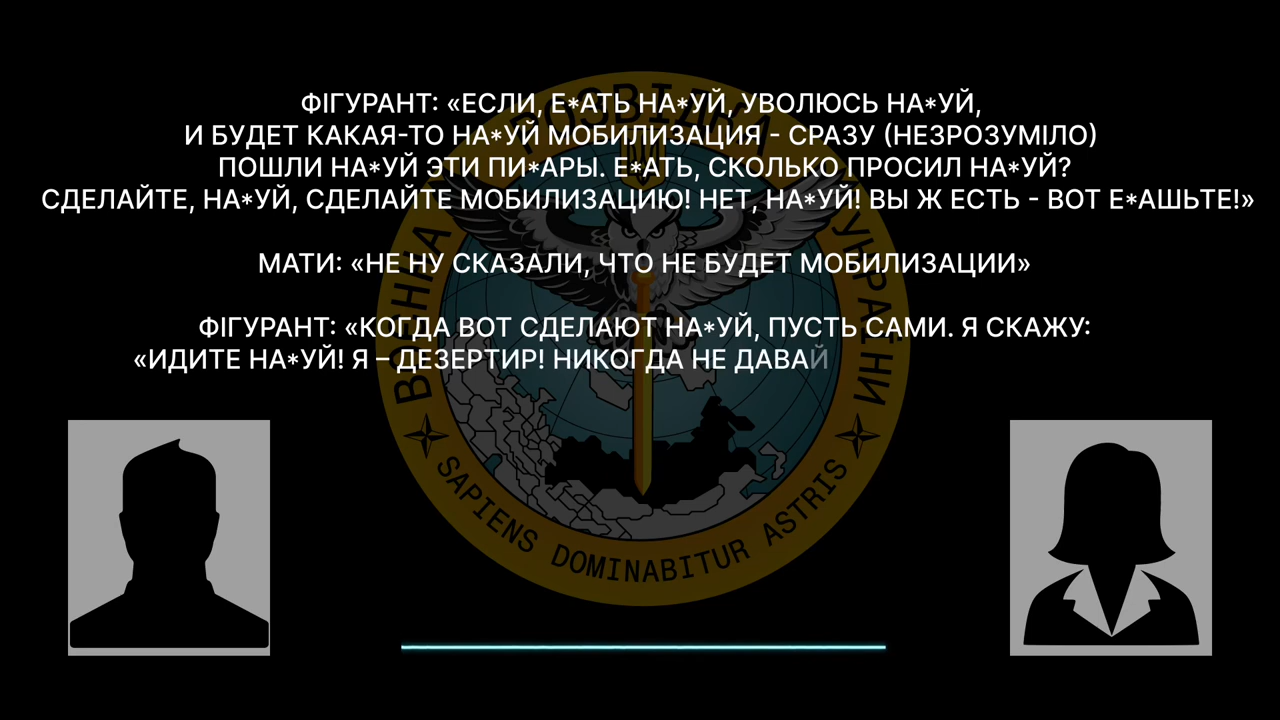 ФІГУРАНТ: «ЕСЛИ, Е*АТЬ НА*УЙ, УВОЛЮСЬ НА*УЙ,
И БУДЕТ КАКАЯ-ТО НА*УЙ МОБИЛИЗАЦИЯ - СРАЗУ (НЕЗРОЗУМІЛО)
ПОШЛИ НА*УЙ ЭТИ ПИ*АРЫ. Е*АТЬ, СКОЛЬКО ПРОСИЛ НА*УЙ?
СДЕЛАЙТЕ, НА*УЙ, СДЕЛАЙТЕ МОБИЛИЗАЦИЮ! НЕТ, НА*УЙ! ВЫ Ж ЕСТЬ - ВОТ Е*АШЬТЕ!»
МАТИ: «НЕ НУ СКАЗАЛИ, ЧТО НЕ БУДЕТ МОБИЛИЗАЦИИ»
ФІГУРАНТ: «КОГДА ВОТ СДЕЛАЮТ НА*УЙ, ПУСТЬ САМИ. Я СКАЖУ:
«ИДИТЕ НА*УЙ! Я – ДЕЗЕРТИР! НИКОГДА НЕ ДАВАЙ
ВОЄННА РОЗВІДКА УКРАЇНИ
SAPIENS DOMINABITUR ASTRIS